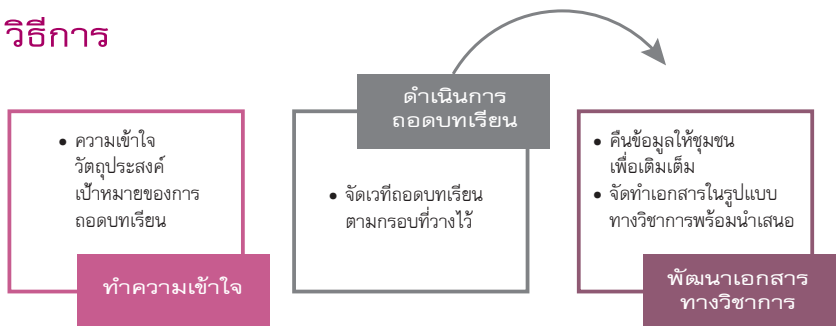 วิธีการ
• ความเข้าใจ
วัตถุประสงค์
เป้าหมายของการ
ถอดบทเรียน
ทำความเข้าใจ
ดำเนินการ
ถอดบทเรียน
• จัดเวทีถอดบทเรียน
ตามกรอบที่วางไว้
• คืนข้อมูลให้ชุมชน
เพื่อเติมเต็ม
• จัดทำเอกสารในรูปแบบ
ทางวิชาการพร้อมนำเสนอ
พัฒนาเอกสาร
ทางวิชาการ